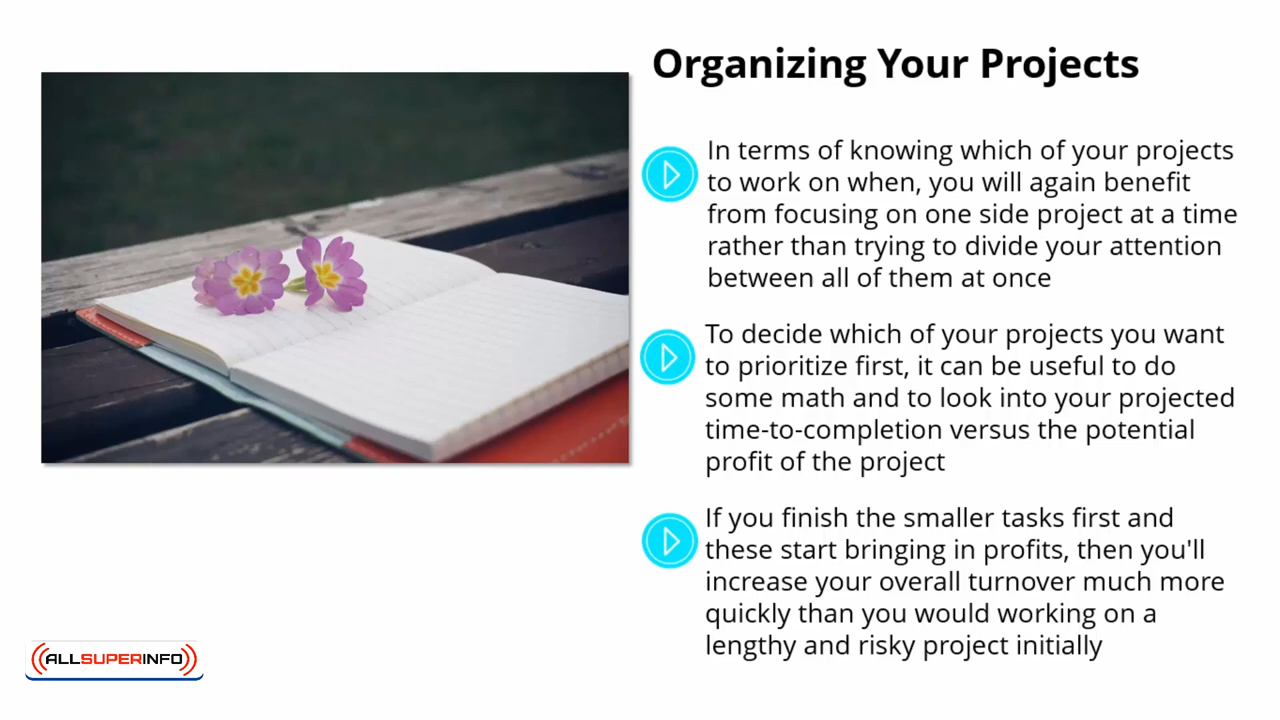 Organizing Your Projects
In terms of knowing which of your projects
to work on when, you will again benefit
from focusing on one side project at a time
rather than trying to divide your attention
between all of them at once
To decide which of your projects you want
to prioritize first, it can be useful to do
some math and to look into your projected
time-to-completion versus the potential
profit of the project
If you finish the smaller tasks first and
these start bringing in profits, then you'll
increase your overall turnover much more
quickly than you would working on a
lengthy and risky project initially
ALLSUPERINFO